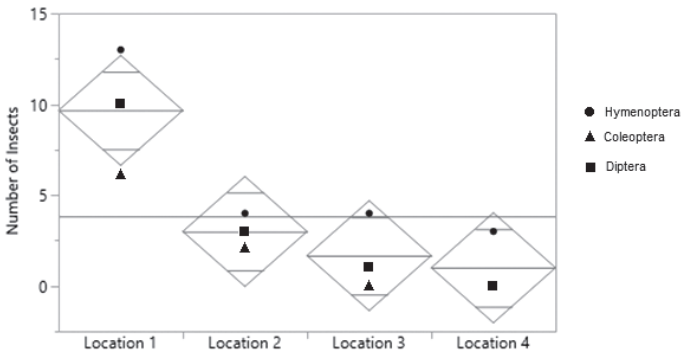 Number of Insects
15
10
5
0
Location 1
Location 2
Location 3
Location 4
Hymenoptera
Coleoptera
Diptera